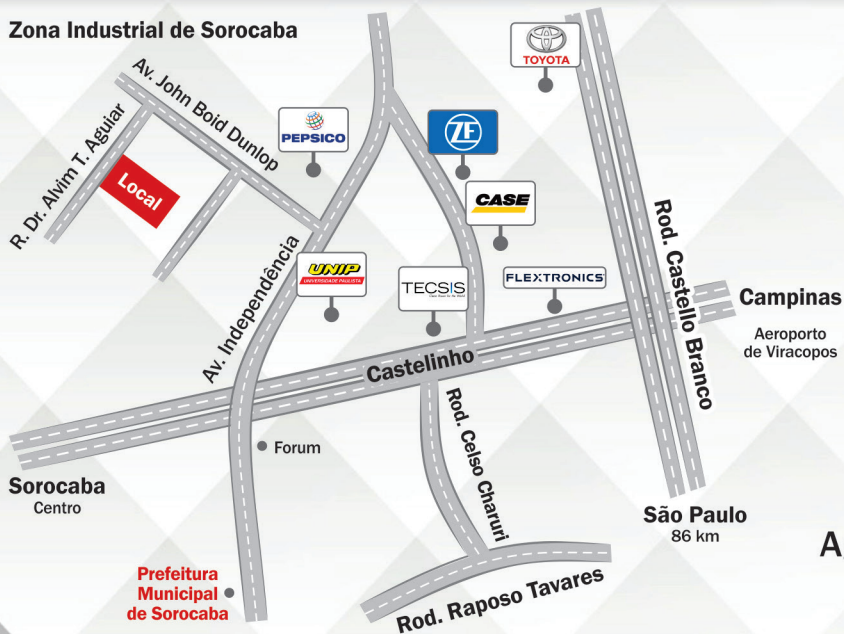 Zona Industrial de Sorocaba
TOYOTA
Av. John Boid Dunlop
PEPSICO
ZF
R. Dr. Alvim T. Aguiar
Local
CASE
Av. Independência
UNIP
UNIVERSIDADE PAULISTA
TECSIS
FLEXTRONICS
Rod. Castello Branco
Campinas
Aeroporto
de Viracopos
Castelinho
Rod. Celso Charuri
Forum
Sorocaba
Centro
São Paulo
86 km
A
Prefeitura
Municipal
de Sorocaba
Rod. Raposo Tavares